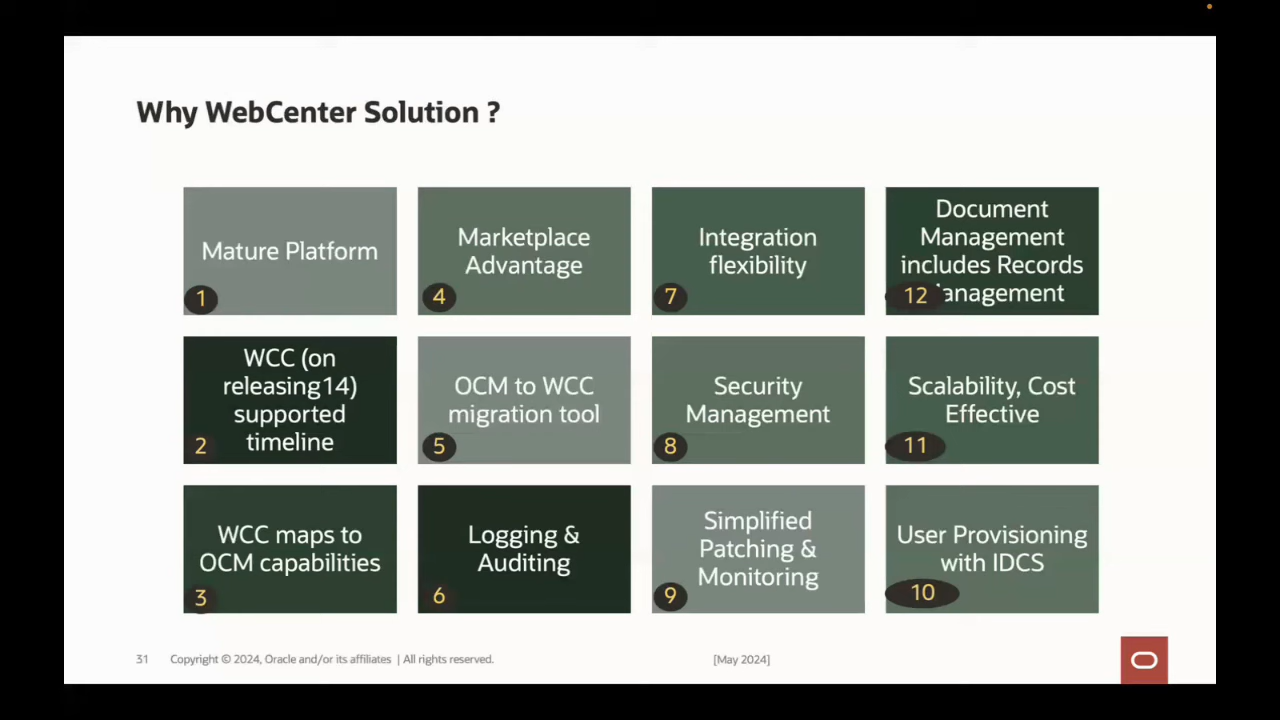 Why WebCenter Solution ?
Mature Platform
1
Marketplace
Advantage
4
Integration
flexibility
7
Document
Management
includes Records
anagement
12
WCC (on
releasing14)
supported
timeline
2
OCM to WCC
migration tool
5
Security
Management
8
Scalability, Cost
Effective
11
WCC maps to
OCM capabilities
3
Logging &
Auditing
6
Simplified
Patching &
Monitoring
9
User Provisioning
with IDCS
10
31 Copyright © 2024, Oracle and/or its affiliates | All rights reserved. [May 2024]